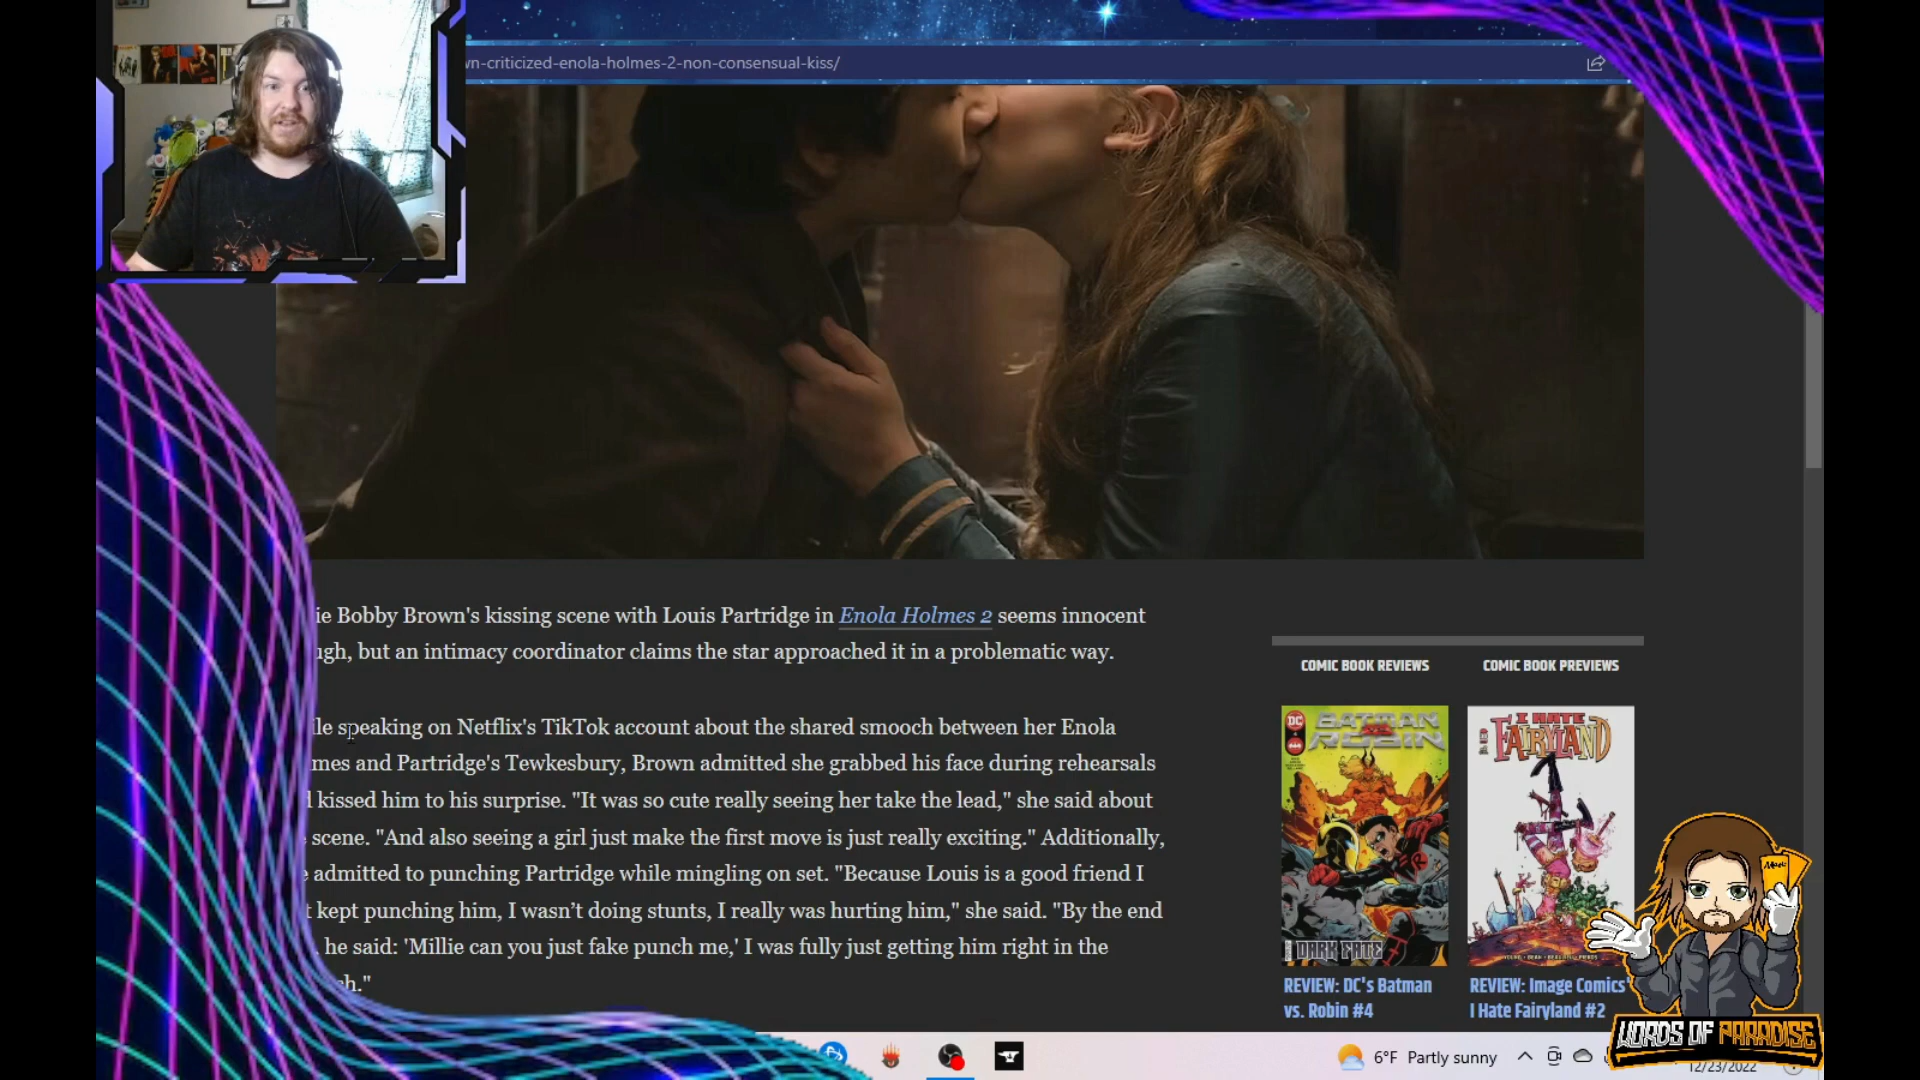 wn-criticized-enola-holmes-2-non-consensual-kiss/
ie Bobby Brown's kissing scene with Louis Partridge in Enola Holmes 2 seems innocent
ugh, but an intimacy coordinator claims the star approached it in a problematic way.
le speaking on Netflix's TikTok account about the shared smooch between her Enola
mes and Partridge's Tewkesbury, Brown admitted she grabbed his face during rehearsals
kissed him to his surprise. "It was so cute really seeing her take the lead," she said about
scene. "And also seeing a girl just make the first move is just really exciting." Additionally,
admitted to punching Partridge while mingling on set. "Because Louis is a good friend I
t kept punching him, I wasn't doing stunts, I really was hurting him," she said. "By the end
, he said: 'Millie can you just fake punch me,' I was fully just getting him right in the
h."
COMIC BOOK REVIEWS
COMIC BOOK PREVIEWS
DC
BATMAN
VS
ROBIN
DARK FATE
I HATE
FAIRYLAND
REVIEW: DC's Batman
vs. Robin #4
REVIEW: Image Comics'
I Hate Fairyland #2
WORDS OF PARADISE
6°F Partly sunny
12/23/2022